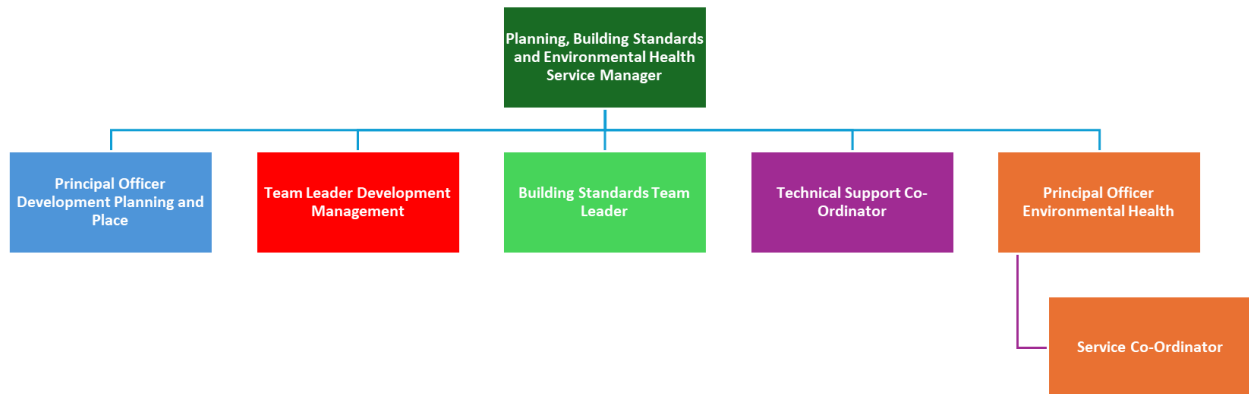 Planning, Building Standards
and Environmental Health
Service Manager
Principal Officer
Development Planning and
Place
Team Leader Development
Management
Building Standards Team
Leader
Technical Support Co-
Ordinator
Principal Officer
Environmental Health
Service Co-Ordinator